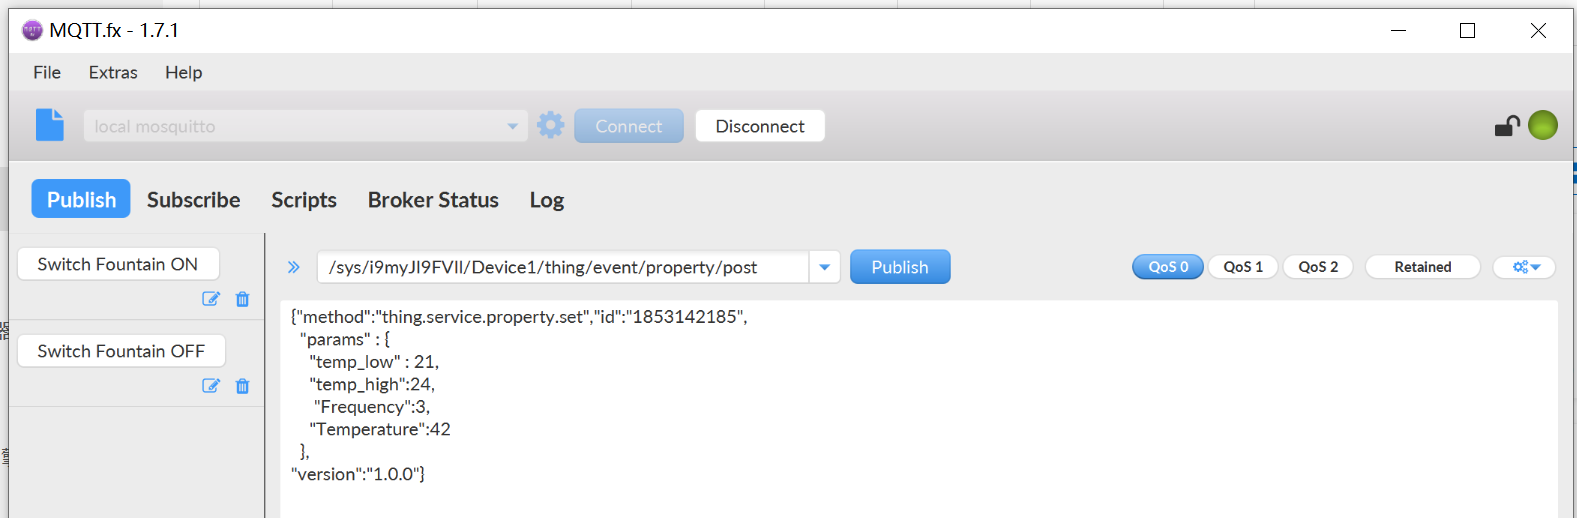 MQTT.fx - 1.7.1
File Extras Help
local mosquitto Connect Disconnect
Publish Subscribe Scripts Broker Status Log
Switch Fountain ON
Switch Fountain OFF
/sys/i9myJI9FVII/Device1/thing/event/property/post Publish QoS 0 QoS 1 QoS 2 Retained
{"method":"thing.service.property.set","id":"1853142185",
"params" : {
"temp_low" : 21,
"temp_high":24,
"Frequency":3,
"Temperature":42
},
"version":"1.0.0"}